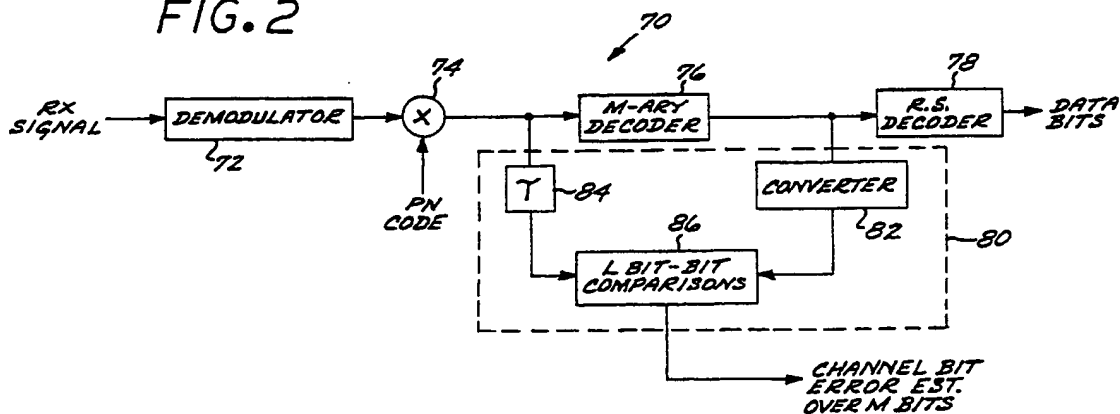 FIG. 2
70
RX
SIGNAL
DEMODULATOR
72
74
X
PN
CODE
76
M-ARY
DECODER
78
R.S.
DECODER
DATA
BITS
T
84
CONVERTER
82
80
86
L BIT-BIT
COMPARISONS
CHANNEL BIT
ERROR EST.
OVER M BITS